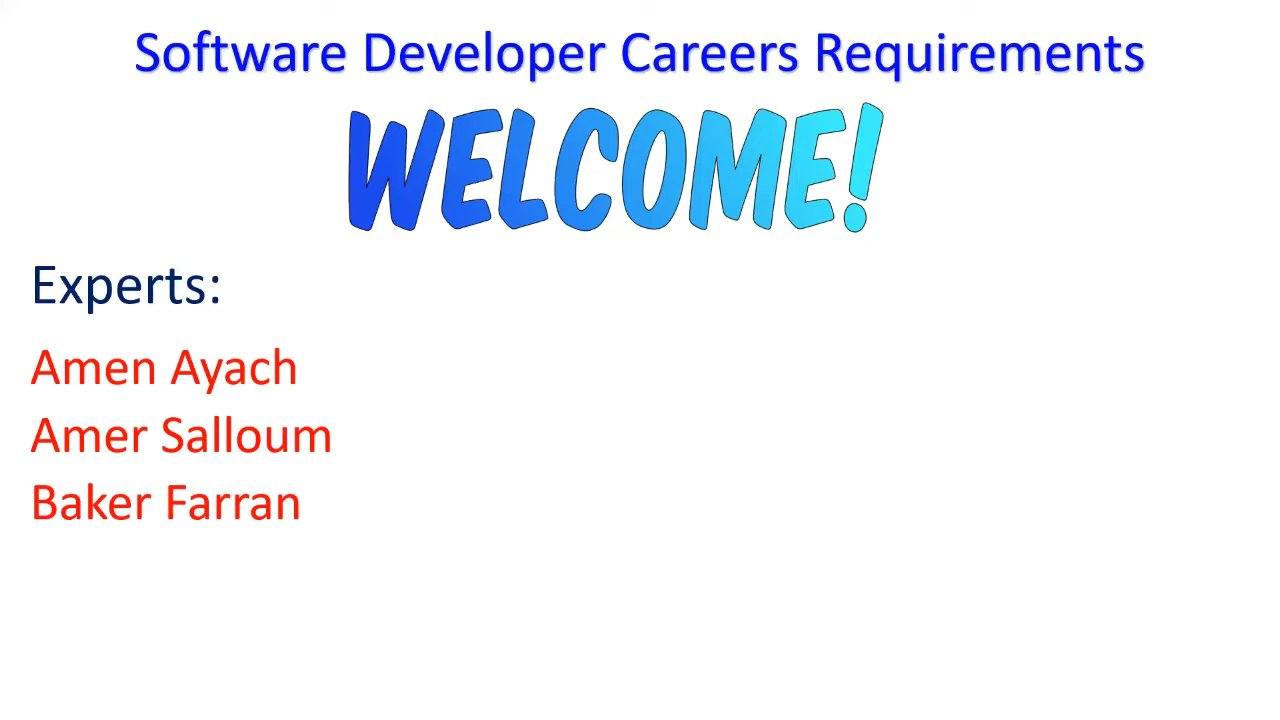 Software Developer Careers Requirements
WELCOME!
Experts:
Amen Ayach
Amer Salloum
Baker Farran